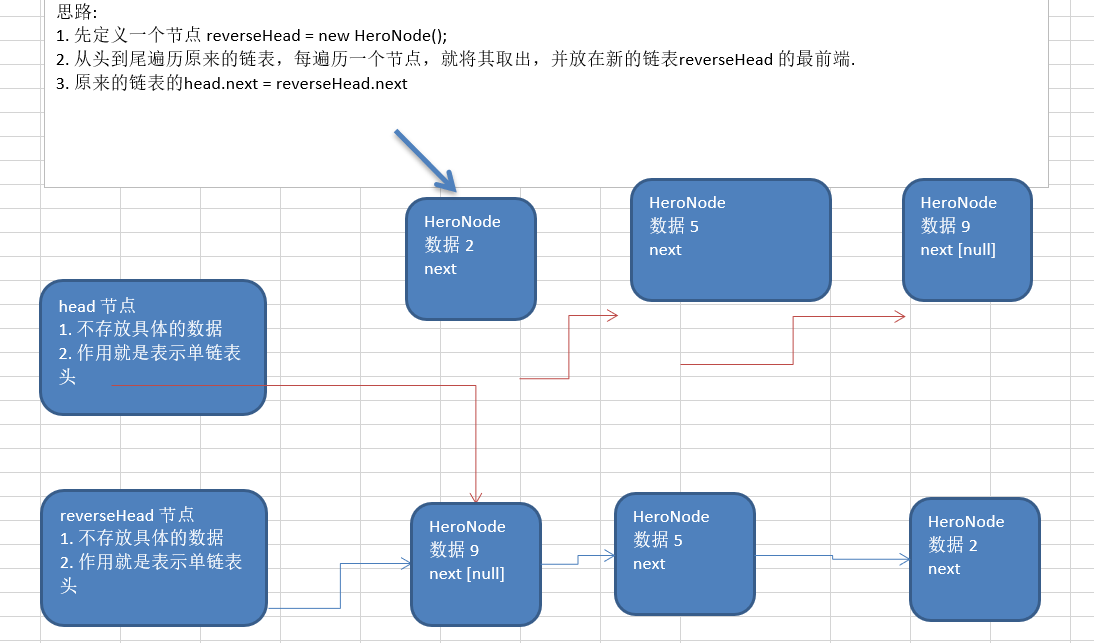 思路:
1. 先定义一个节点 reverseHead = new HeroNode();
2. 从头到尾遍历原来的链表，每遍历一个节点，就将其取出，并放在新的链表reverseHead 的最前端.
3. 原来的链表的head.next = reverseHead.next
HeroNode
数据 2
next
HeroNode
数据 5
next
HeroNode
数据 9
next [null]
head 节点
1. 不存放具体的数据
2. 作用就是表示单链表
头
reverseHead 节点
1. 不存放具体的数据
2. 作用就是表示单链表
头
HeroNode
数据 9
next [null]
HeroNode
数据 5
next
HeroNode
数据 2
next